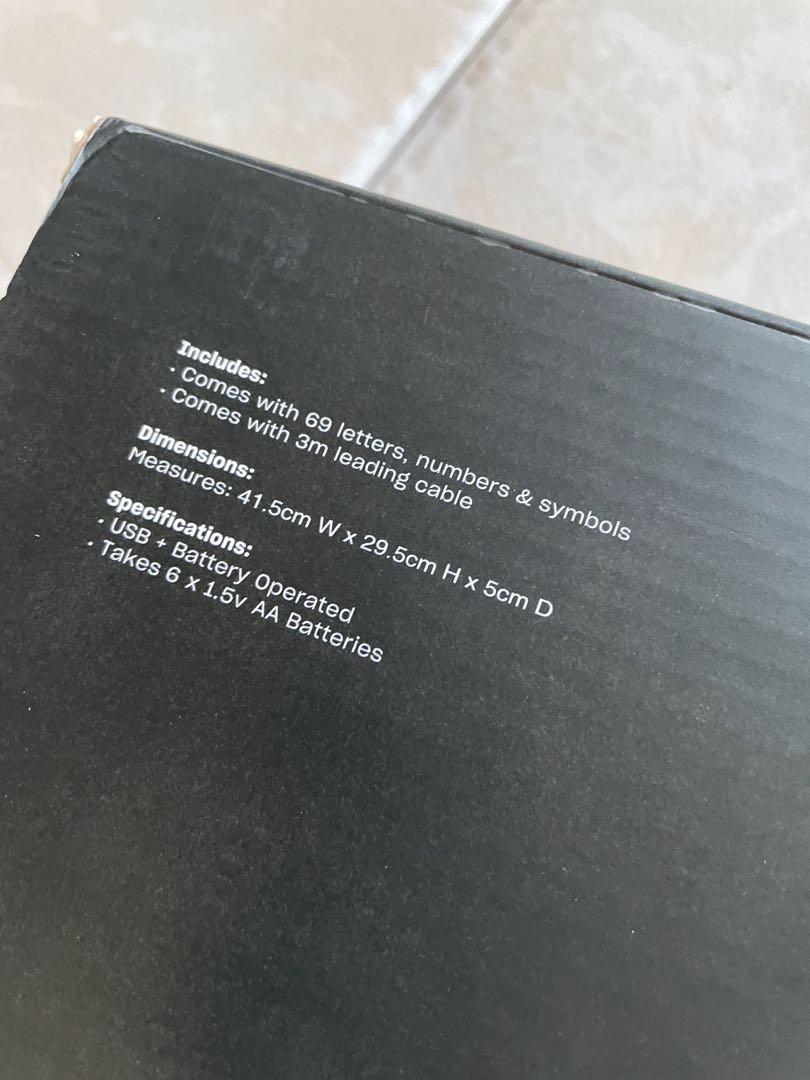 Includes:
· Comes with 69 letters, numbers & symbols
· Comes with 3m leading cable
Dimensions:
Measures: 41.5cm W x 29.5cm H x 5cm D
Specifications:
· USB + Battery Operated
· Takes 6 x 1.5v AA Batteries